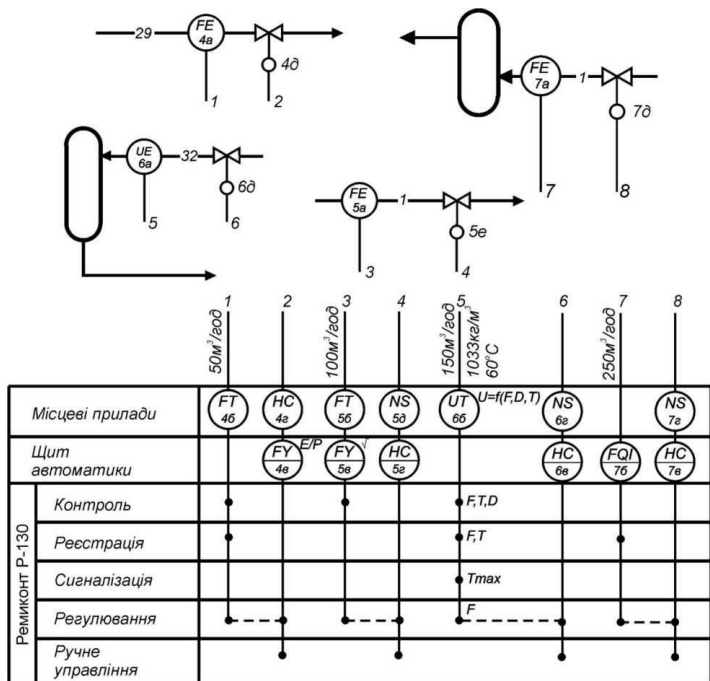 29
FE
4а
4д
1
2
FE
7а
1
7д
7
8
UE
6а
32
6д
5
6
FE
5а
1
5е
3
4
1
2
3
4
5
6
7
8
50м³/год
100м³/год
150м³/год
1033кг/м³
60°С
250м³/год
Місцеві прилади
FT
4б
HC
4г
FT
5б
NS
5д
UT
6б
U=f(F,D,T)
NS
6г
NS
7г
Щит
автоматики
FY
4в
E/P
FY
5в
√
HC
5г
HC
6в
FQI
7б
HC
7в
Ремиконт Р-130
Контроль
F,T,D
Реєстрація
F,T
Сигналізація
Tmax
Регулювання
F
Ручне
управління